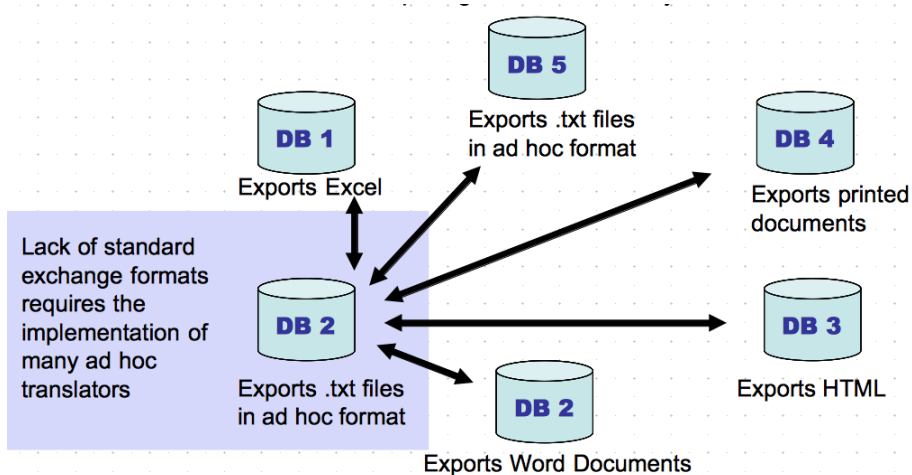 DB 5
Exports .txt files
in ad hoc format
DB 1
Exports Excel
DB 4
Exports printed
documents
Lack of standard
exchange formats
requires the
implementation of
many ad hoc
translators
DB 2
Exports .txt files
in ad hoc format
DB 3
Exports HTML
DB 2
Exports Word Documents